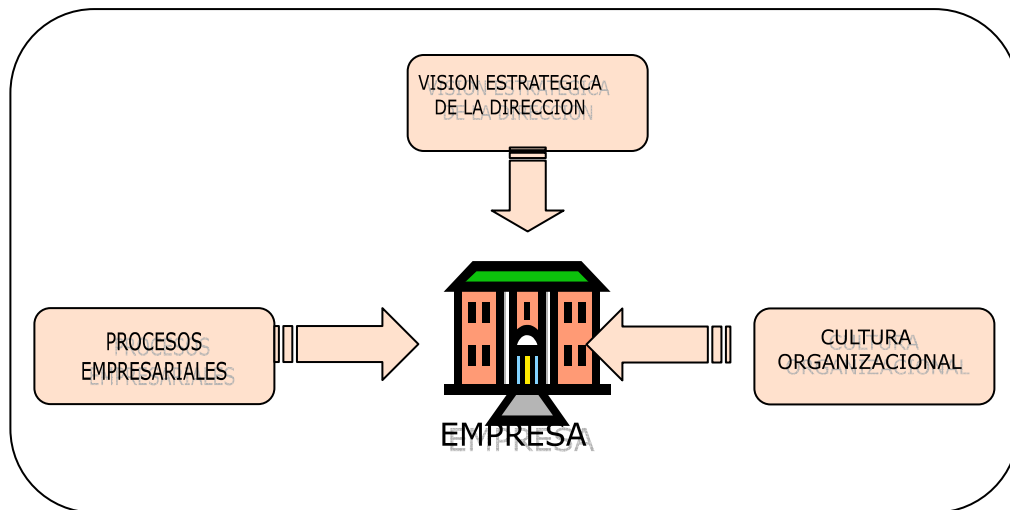 VISION ESTRATEGICA
DE LA DIRECCION
PROCESOS
EMPRESARIALES
CULTURA
ORGANIZACIONAL
EMPRESA